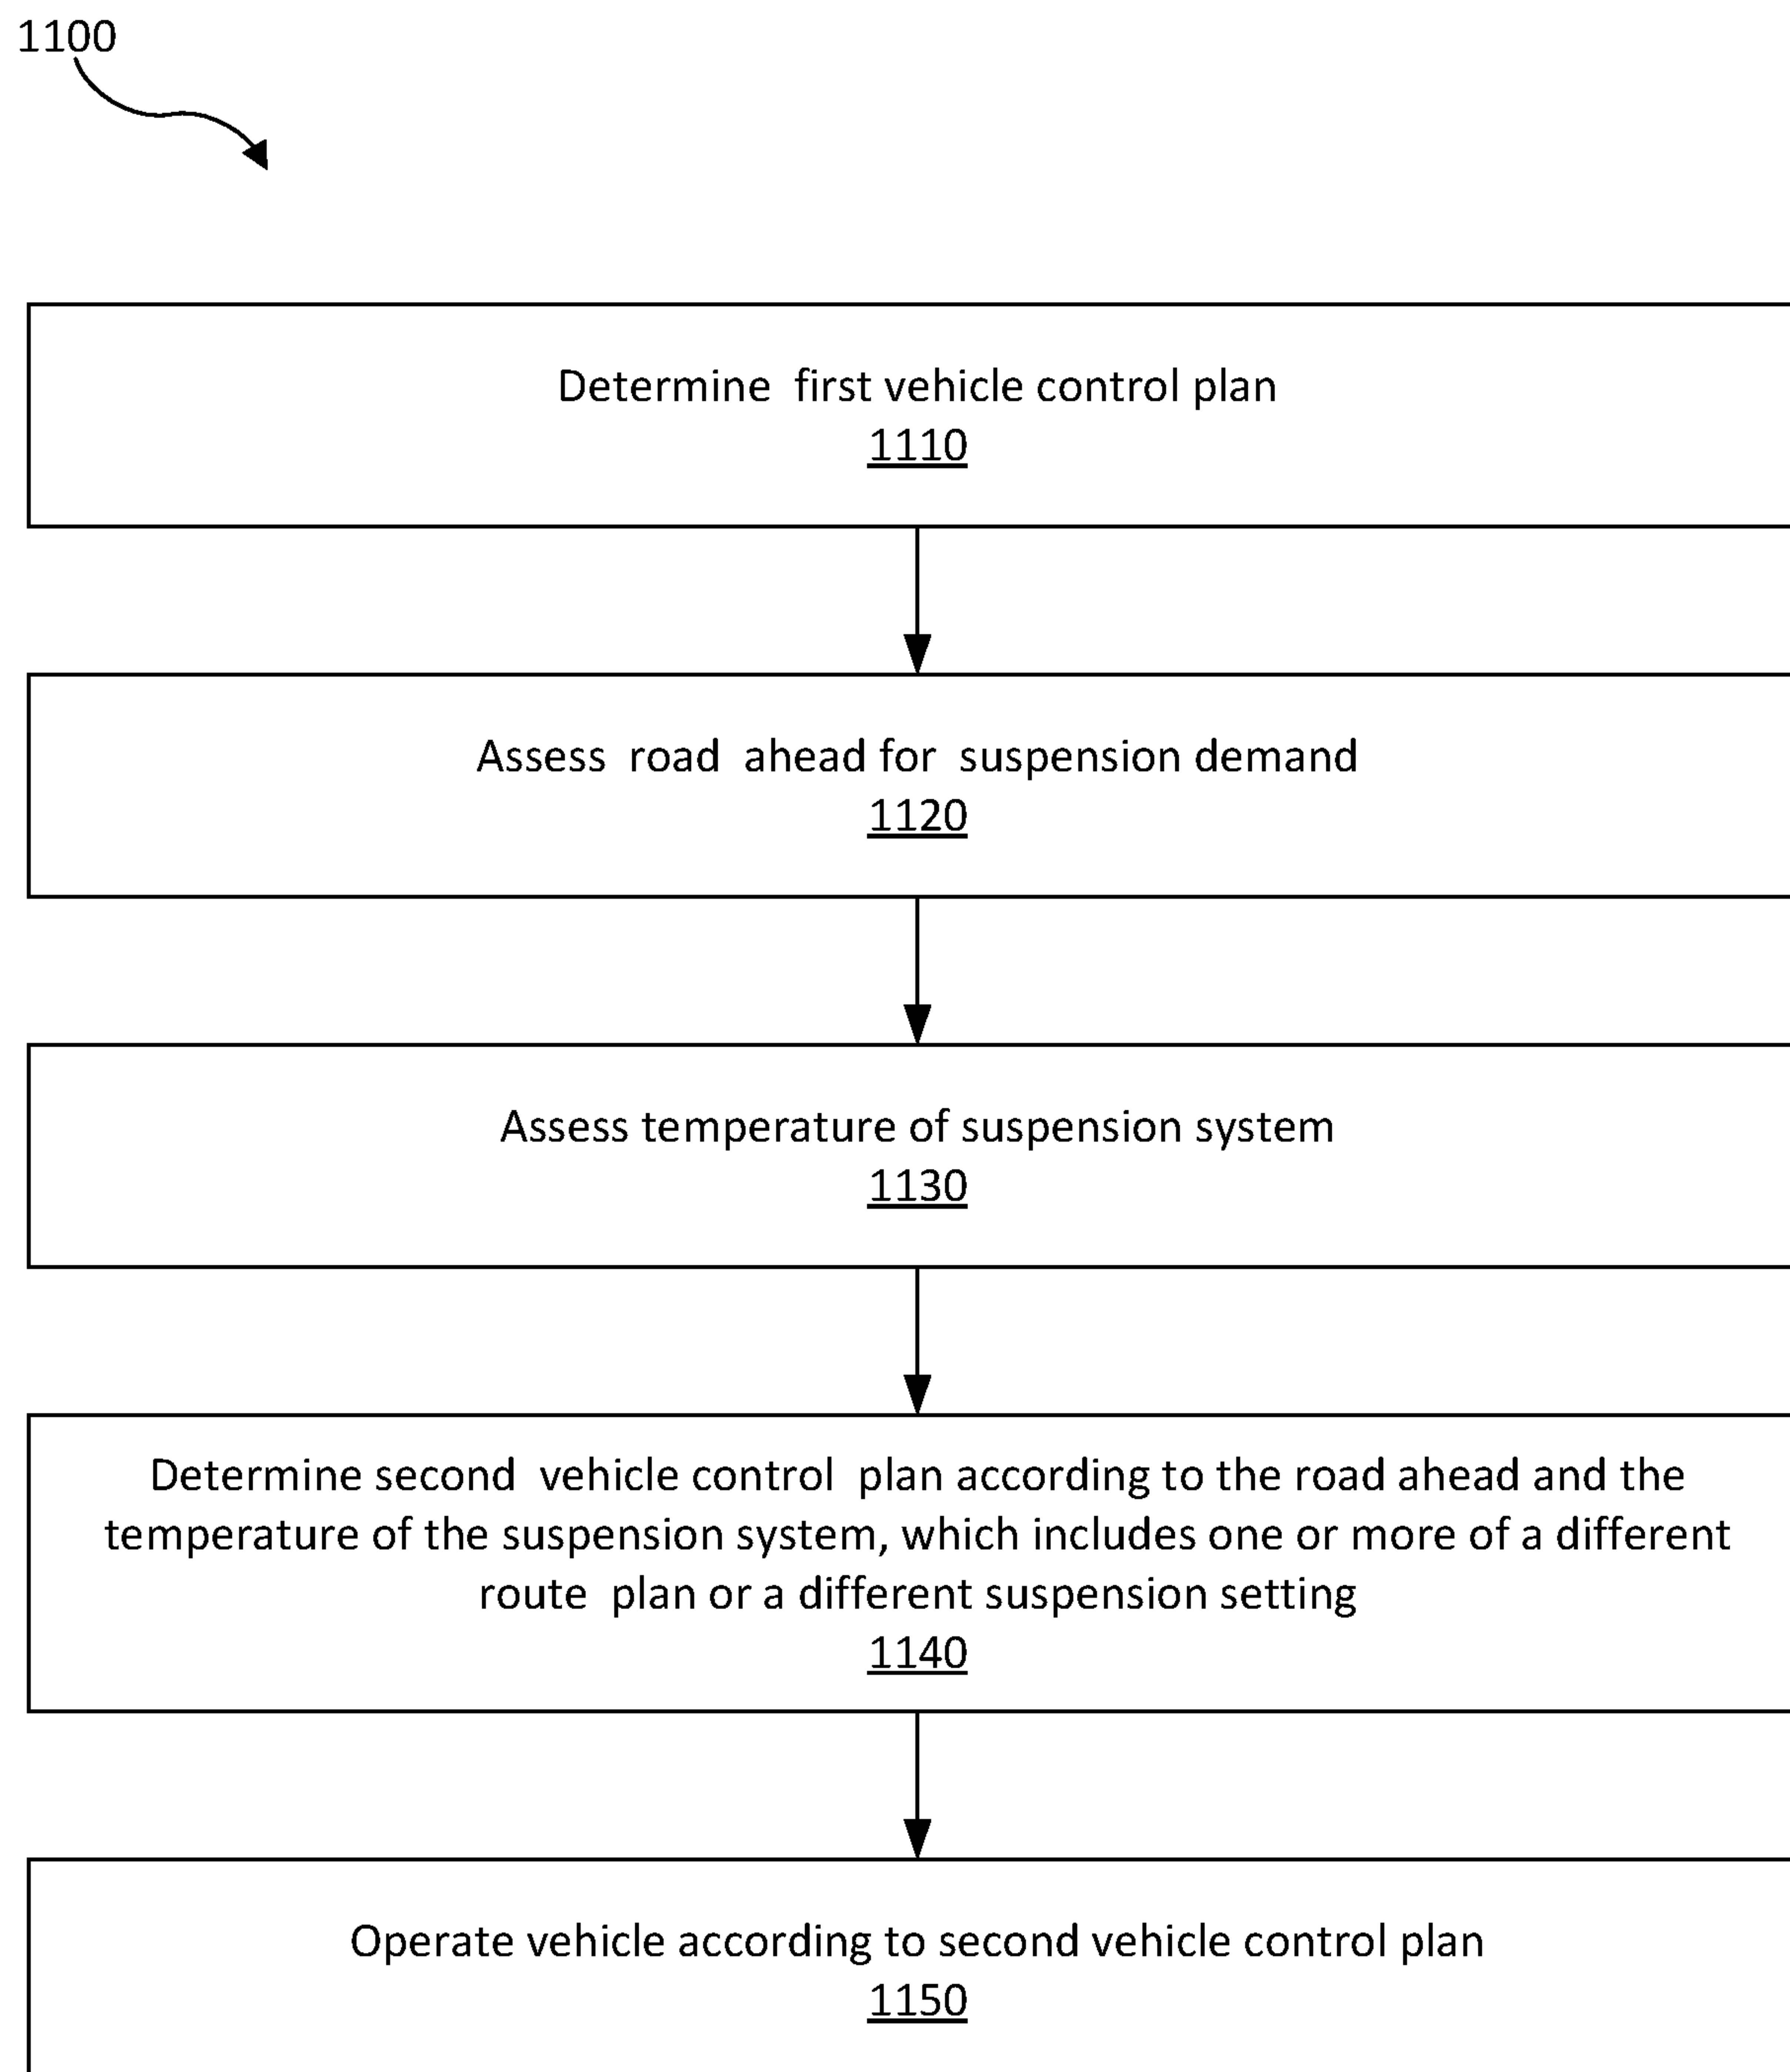 1100
Determine first vehicle control plan
1110
Assess road ahead for suspension demand
1120
Assess temperature of suspension system
1130
Determine second vehicle control plan according to the road ahead and the
temperature of the suspension system, which includes one or more of a different
route plan or a different suspension setting
1140
Operate vehicle according to second vehicle control plan
1150